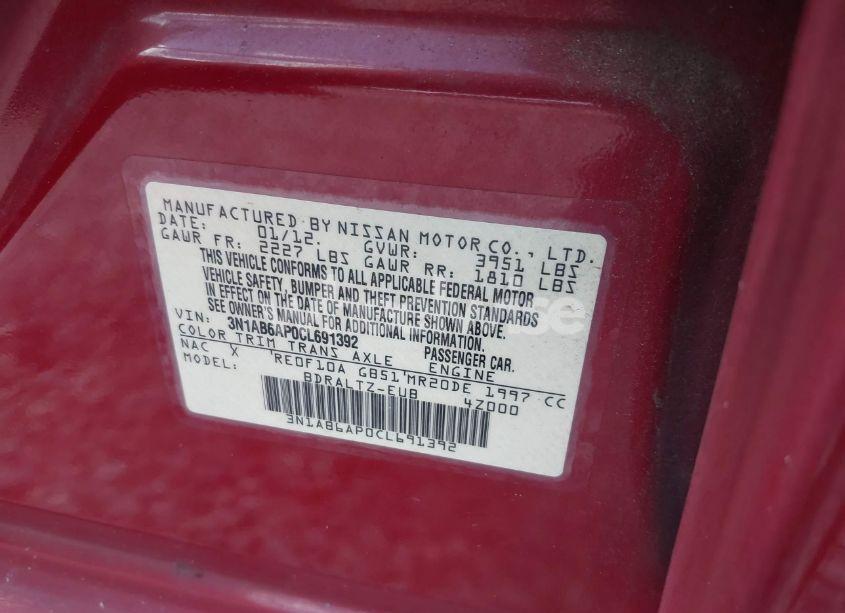 MANUFACTURED BY NISSAN MOTOR CO., LTD.
DATE: 01/12. GVWR: 3951 LBS
GAWR FR: 2227 LBS GAWR RR: 1810 LBS
THIS VEHICLE CONFORMS TO ALL APPLICABLE FEDERAL MOTOR
VEHICLE SAFETY, BUMPER AND THEFT PREVENTION STANDARDS
IN EFFECT ON THE DATE OF MANUFACTURE SHOWN ABOVE.
SEE OWNER'S MANUAL FOR ADDITIONAL INFORMATION.
VIN: 3N1AB6AP0CL691392 PASSENGER CAR.
COLOR TRIM TRANS AXLE ENGINE
NAC X RE0F10A GB51 MR20DE 1997 CC
MODEL: BDRALTZ-EUB 4Z000
3N1AB6AP0CL691392